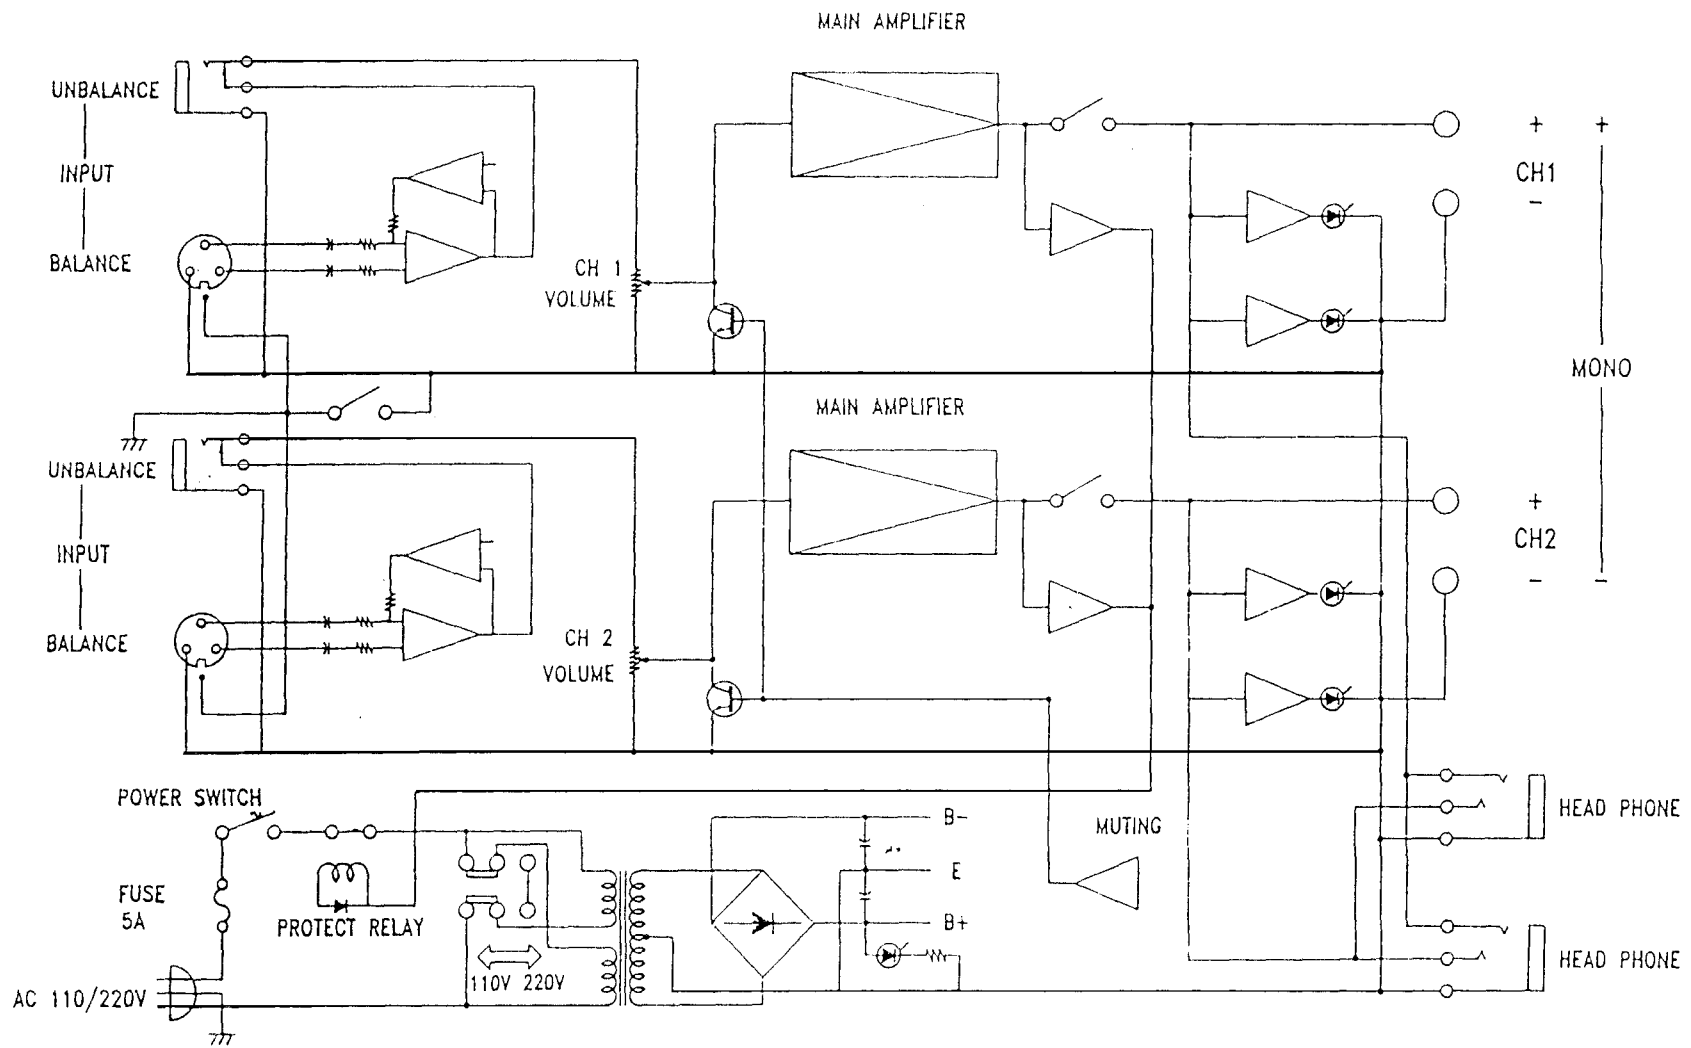 MAIN AMPLIFIER
UNBALANCE
INPUT
BALANCE
CH 1
VOLUME
+
CH1
-
+
MONO
-
MAIN AMPLIFIER
UNBALANCE
INPUT
BALANCE
CH 2
VOLUME
+
CH2
-
POWER SWITCH
FUSE
5A
PROTECT RELAY
110V 220V
AC 110/220V
B-
E
B+
MUTING
HEAD PHONE
HEAD PHONE